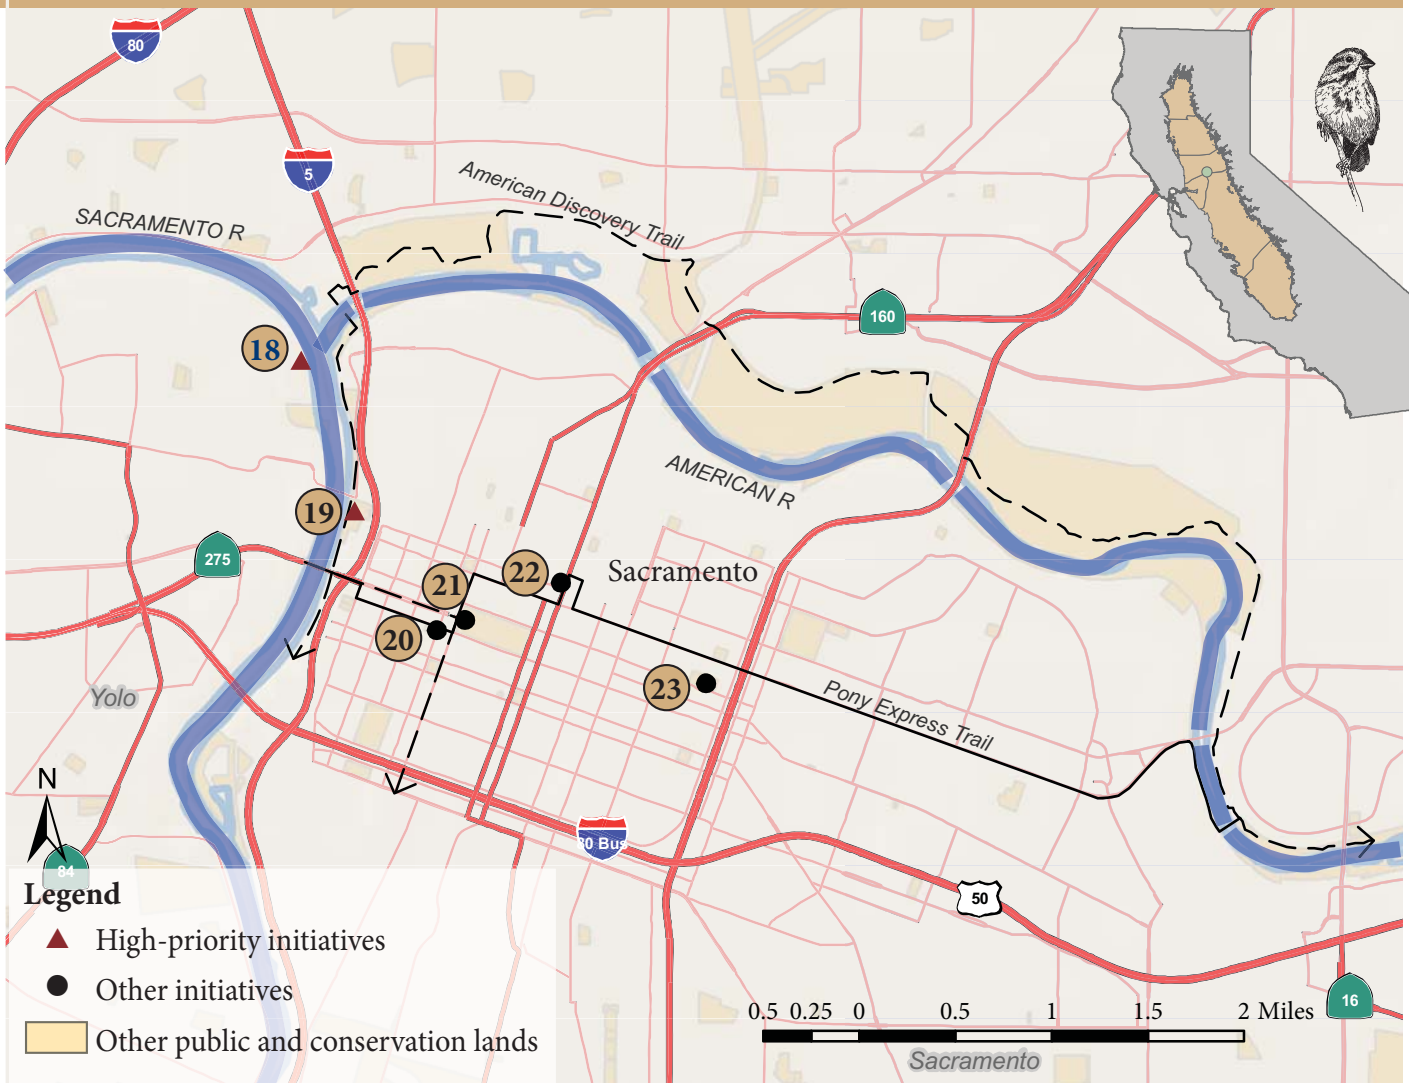 80
5
American Discovery Trail
SACRAMENTO R
160
18
AMERICAN R
19
275
21
22
Sacramento
20
23
Yolo
Pony Express Trail
N
80 Bus
84
Legend
50
High-priority initiatives
Other initiatives
16
0.5 0.25 0 0.5 1 1.5 2 Miles
Other public and conservation lands
Sacramento